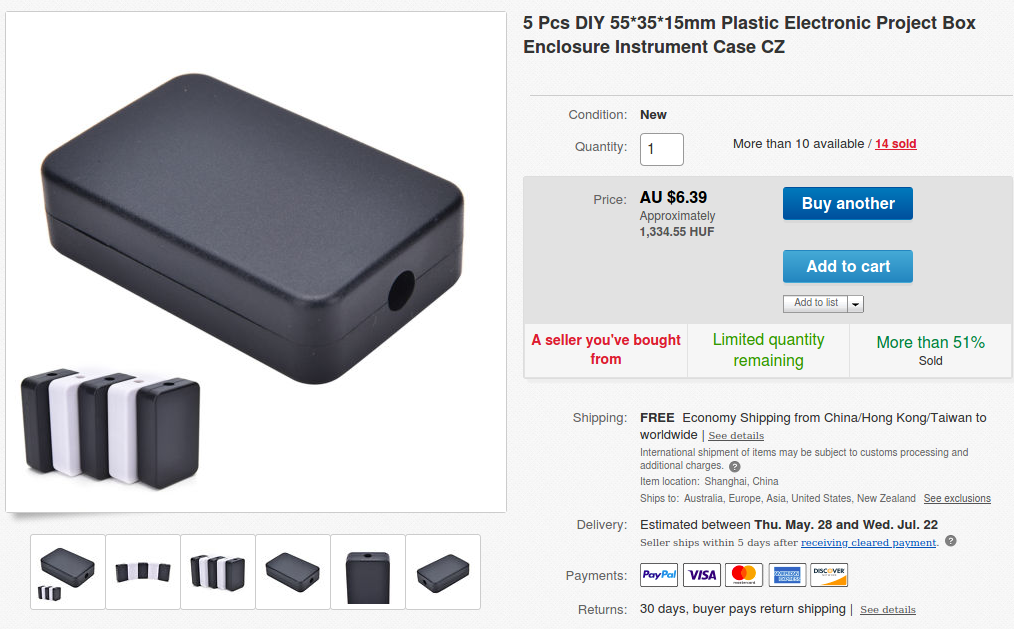 5 Pcs DIY 55*35*15mm Plastic Electronic Project Box
Enclosure Instrument Case CZ
Condition: New
Quantity: 1 More than 10 available / 14 sold
Price: AU $6.39 Buy another
Approximately
1,334.55 HUF
Add to cart
Add to list
A seller you've bought
from
Limited quantity
remaining
More than 51%
Sold
Shipping: FREE Economy Shipping from China/Hong Kong/Taiwan to
worldwide | See details
International shipment of items may be subject to customs processing and
additional charges. ?
Item location: Shanghai, China
Ships to: Australia, Europe, Asia, United States, New Zealand See exclusions
Delivery: Estimated between Thu. May. 28 and Wed. Jul. 22
Seller ships within 5 days after receiving cleared payment. ?
Payments: PayPal VISA mastercard AMERICAN EXPRESS DISCOVER
Returns: 30 days, buyer pays return shipping | See details